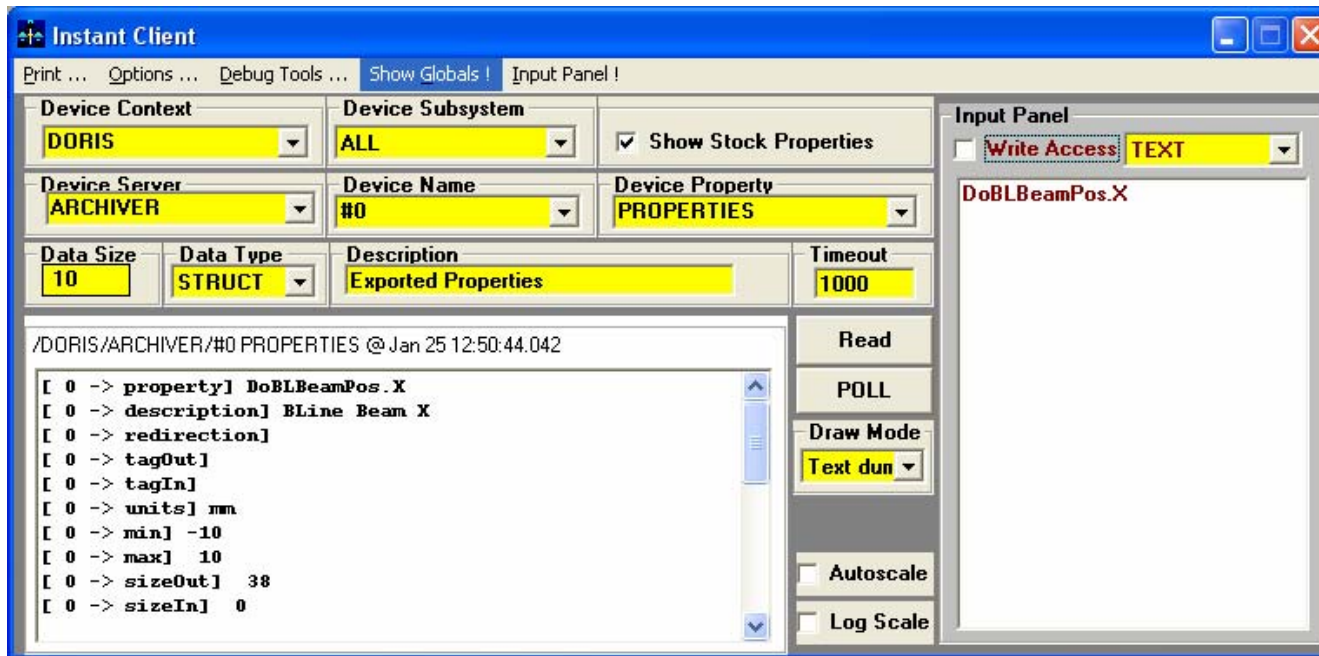 Instant Client
Print ... Options ... Debug Tools ... Show Globals ! Input Panel !
Device Context
DORIS
Device Subsystem
ALL
Show Stock Properties
Device Server
ARCHIVER
Device Name
#0
Device Property
PROPERTIES
Data Size
10
Data Type
STRUCT
Description
Exported Properties
Timeout
1000
/DORIS/ARCHIVER/#0 PROPERTIES @ Jan 25 12:50:44.042
[ 0 -> property] DoBLBeamPos.X
[ 0 -> description] BLine Beam X
[ 0 -> redirection]
[ 0 -> tagOut]
[ 0 -> tagIn]
[ 0 -> units] mm
[ 0 -> min] -10
[ 0 -> max] 10
[ 0 -> sizeOut] 38
[ 0 -> sizeIn] 0
Read
POLL
Draw Mode
Text dun
Autoscale
Log Scale
Input Panel
Write Access TEXT
DoBLBeamPos.X